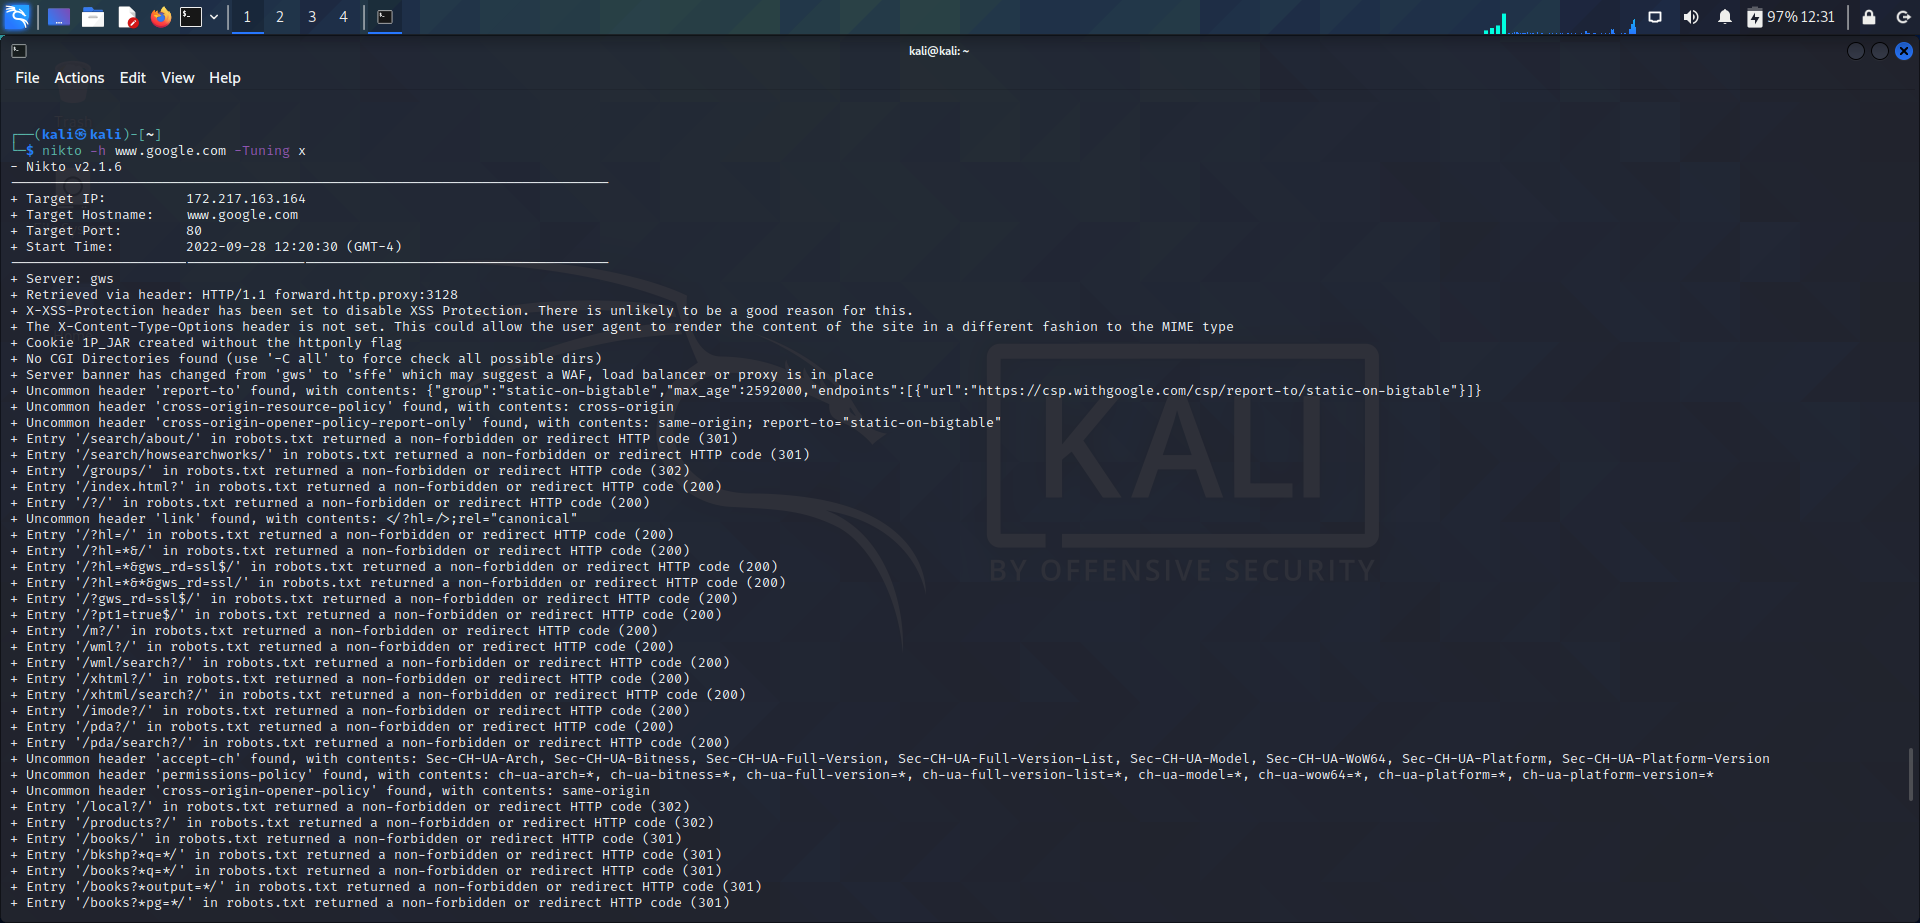 1 2 3 4 97% 12:31
kali@kali: ~
File Actions Edit View Help
(kali㉿kali)-[~]
$ nikto -h www.google.com -Tuning x
- Nikto v2.1.6
+ Target IP: 172.217.163.164
+ Target Hostname: www.google.com
+ Target Port: 80
+ Start Time: 2022-09-28 12:20:30 (GMT-4)
+ Server: gws
+ Retrieved via header: HTTP/1.1 forward.http.proxy:3128
+ X-XSS-Protection header has been set to disable XSS Protection. There is unlikely to be a good reason for this.
+ The X-Content-Type-Options header is not set. This could allow the user agent to render the content of the site in a different fashion to the MIME type
+ Cookie 1P_JAR created without the httponly flag
+ No CGI Directories found (use '-C all' to force check all possible dirs)
+ Server banner has changed from 'gws' to 'sffe' which may suggest a WAF, load balancer or proxy is in place
+ Uncommon header 'report-to' found, with contents: {"group":"static-on-bigtable","max_age":2592000,"endpoints":[{"url":"https://csp.withgoogle.com/csp/report-to/static-on-bigtable"}]}
+ Uncommon header 'cross-origin-resource-policy' found, with contents: cross-origin
+ Uncommon header 'cross-origin-opener-policy-report-only' found, with contents: same-origin; report-to="static-on-bigtable"
+ Entry '/search/about/' in robots.txt returned a non-forbidden or redirect HTTP code (301)
+ Entry '/search/howsearchworks/' in robots.txt returned a non-forbidden or redirect HTTP code (301)
+ Entry '/groups/' in robots.txt returned a non-forbidden or redirect HTTP code (302)
+ Entry '/index.html?' in robots.txt returned a non-forbidden or redirect HTTP code (200)
+ Entry '/?/' in robots.txt returned a non-forbidden or redirect HTTP code (200)
+ Uncommon header 'link' found, with contents: </?hl=/>;rel="canonical"
+ Entry '/?hl=/' in robots.txt returned a non-forbidden or redirect HTTP code (200)
+ Entry '/?hl=*&/' in robots.txt returned a non-forbidden or redirect HTTP code (200)
+ Entry '/?hl=*&gws_rd=ssl$/' in robots.txt returned a non-forbidden or redirect HTTP code (200)
+ Entry '/?hl=*&*&gws_rd=ssl/' in robots.txt returned a non-forbidden or redirect HTTP code (200)
+ Entry '/?gws_rd=ssl$/' in robots.txt returned a non-forbidden or redirect HTTP code (200)
+ Entry '/?pt1=true$/' in robots.txt returned a non-forbidden or redirect HTTP code (200)
+ Entry '/m?/' in robots.txt returned a non-forbidden or redirect HTTP code (200)
+ Entry '/wml?/' in robots.txt returned a non-forbidden or redirect HTTP code (200)
+ Entry '/wml/search?/' in robots.txt returned a non-forbidden or redirect HTTP code (200)
+ Entry '/xhtml?/' in robots.txt returned a non-forbidden or redirect HTTP code (200)
+ Entry '/xhtml/search?/' in robots.txt returned a non-forbidden or redirect HTTP code (200)
+ Entry '/imode?/' in robots.txt returned a non-forbidden or redirect HTTP code (200)
+ Entry '/pda?/' in robots.txt returned a non-forbidden or redirect HTTP code (200)
+ Entry '/pda/search?/' in robots.txt returned a non-forbidden or redirect HTTP code (200)
+ Uncommon header 'accept-ch' found, with contents: Sec-CH-UA-Arch, Sec-CH-UA-Bitness, Sec-CH-UA-Full-Version, Sec-CH-UA-Full-Version-List, Sec-CH-UA-Model, Sec-CH-UA-WoW64, Sec-CH-UA-Platform, Sec-CH-UA-Platform-Version
+ Uncommon header 'permissions-policy' found, with contents: ch-ua-arch=*, ch-ua-bitness=*, ch-ua-full-version=*, ch-ua-full-version-list=*, ch-ua-model=*, ch-ua-wow64=*, ch-ua-platform=*, ch-ua-platform-version=*
+ Uncommon header 'cross-origin-opener-policy' found, with contents: same-origin
+ Entry '/local?/' in robots.txt returned a non-forbidden or redirect HTTP code (302)
+ Entry '/products?/' in robots.txt returned a non-forbidden or redirect HTTP code (302)
+ Entry '/books/' in robots.txt returned a non-forbidden or redirect HTTP code (301)
+ Entry '/bkshp?*q=*/' in robots.txt returned a non-forbidden or redirect HTTP code (301)
+ Entry '/books?*q=*/' in robots.txt returned a non-forbidden or redirect HTTP code (301)
+ Entry '/books?*output=*/' in robots.txt returned a non-forbidden or redirect HTTP code (301)
+ Entry '/books?*pg=*/' in robots.txt returned a non-forbidden or redirect HTTP code (301)
KALI
BY OFFENSIVE SECURITY